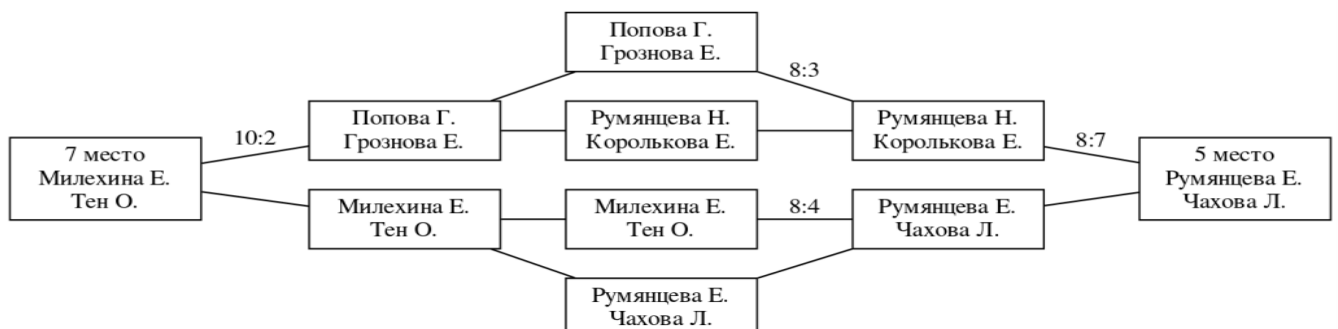 Попова Г.
Грознова Е.
8:3
Попова Г.
Грознова Е.
Румянцева Н.
Королькова Е.
Румянцева Н.
Королькова Е.
10:2
8:7
7 место
Милехина Е.
Тен О.
5 место
Румянцева Е.
Чахова Л.
Милехина Е.
Тен О.
Милехина Е.
Тен О.
8:4
Румянцева Е.
Чахова Л.
Румянцева Е.
Чахова Л.